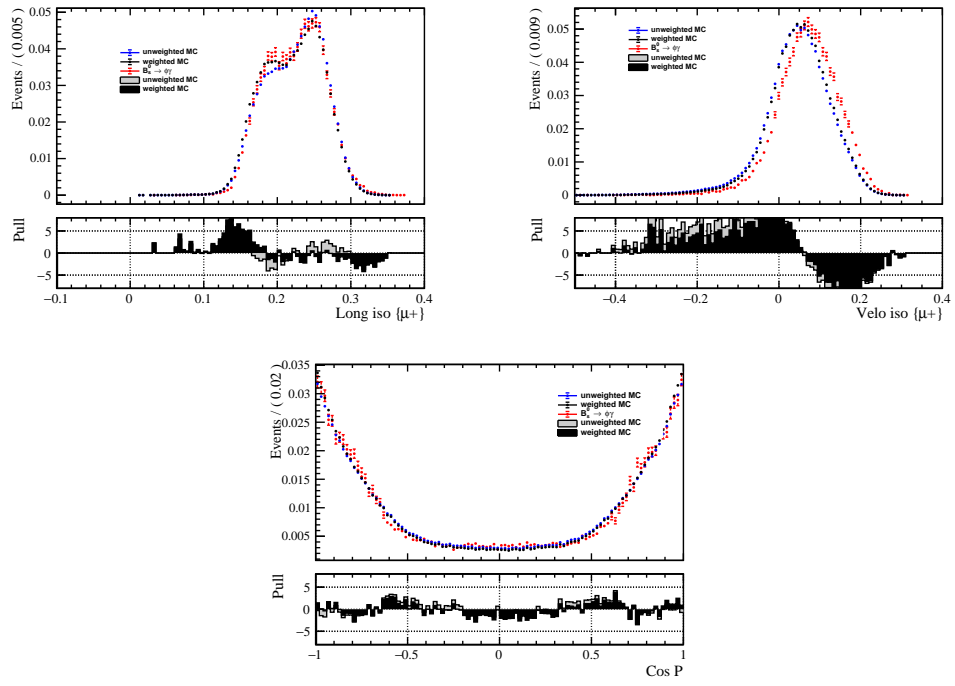 Events / ( 0.005 )
0.05
0.04
0.03
0.02
0.01
0
unweighted MC
weighted MC
B⁰ₛ → φγ
unweighted MC
weighted MC
Pull
5
0
−5
−0.1 0 0.1 0.2 0.3 0.4
Long iso {μ+}
Events / ( 0.009 )
0.05
0.04
0.03
0.02
0.01
0
unweighted MC
weighted MC
B⁰ₛ → φγ
unweighted MC
weighted MC
Pull
5
0
−5
−0.4 −0.2 0 0.2 0.4
Velo iso {μ+}
Events / ( 0.02 )
0.035
0.03
0.025
0.02
0.015
0.01
0.005
unweighted MC
weighted MC
B⁰ₛ → φγ
unweighted MC
weighted MC
Pull
5
0
−5
−1 −0.5 0 0.5 1
Cos P